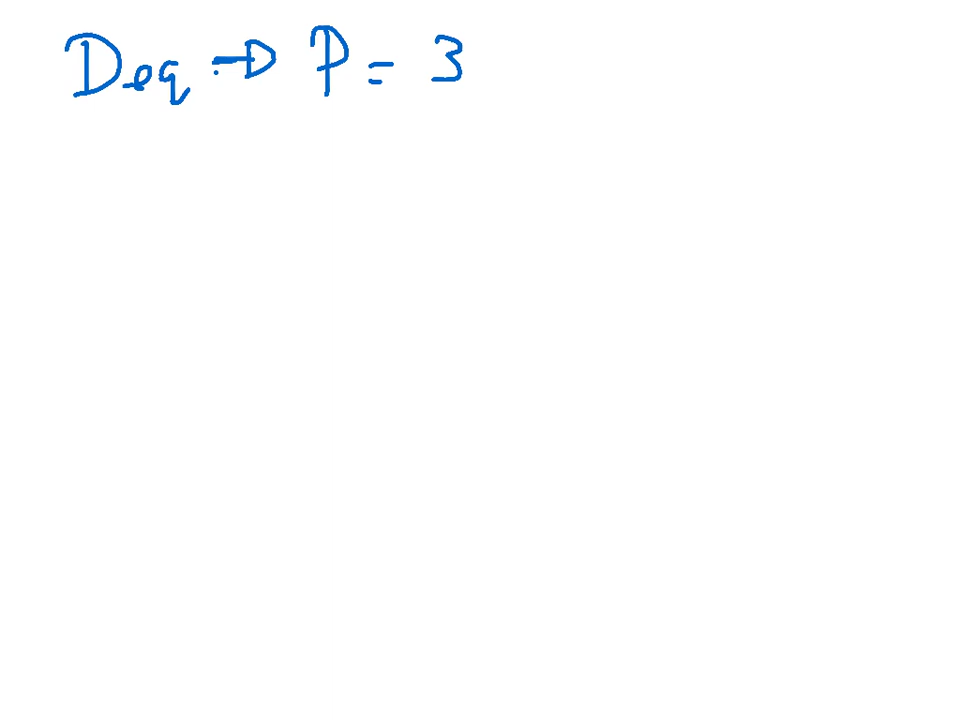 Deq → P = 3